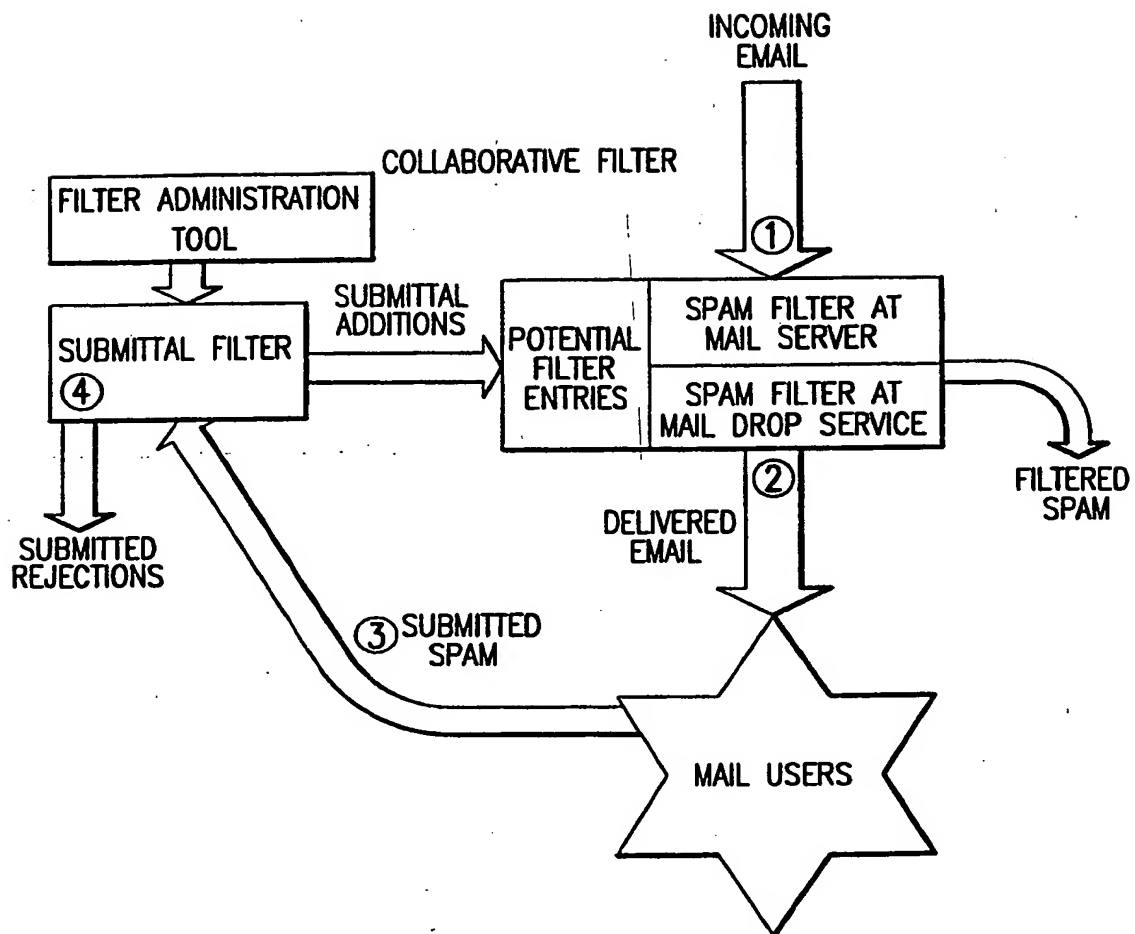 INCOMING
EMAIL
COLLABORATIVE FILTER
FILTER ADMINISTRATION
TOOL
①
SUBMITTAL
ADDITIONS
SUBMITTAL FILTER
④
POTENTIAL
FILTER
ENTRIES
SPAM FILTER AT
MAIL SERVER
SPAM FILTER AT
MAIL DROP SERVICE
②
FILTERED
SPAM
DELIVERED
EMAIL
SUBMITTED
REJECTIONS
③ SUBMITTED
SPAM
MAIL USERS